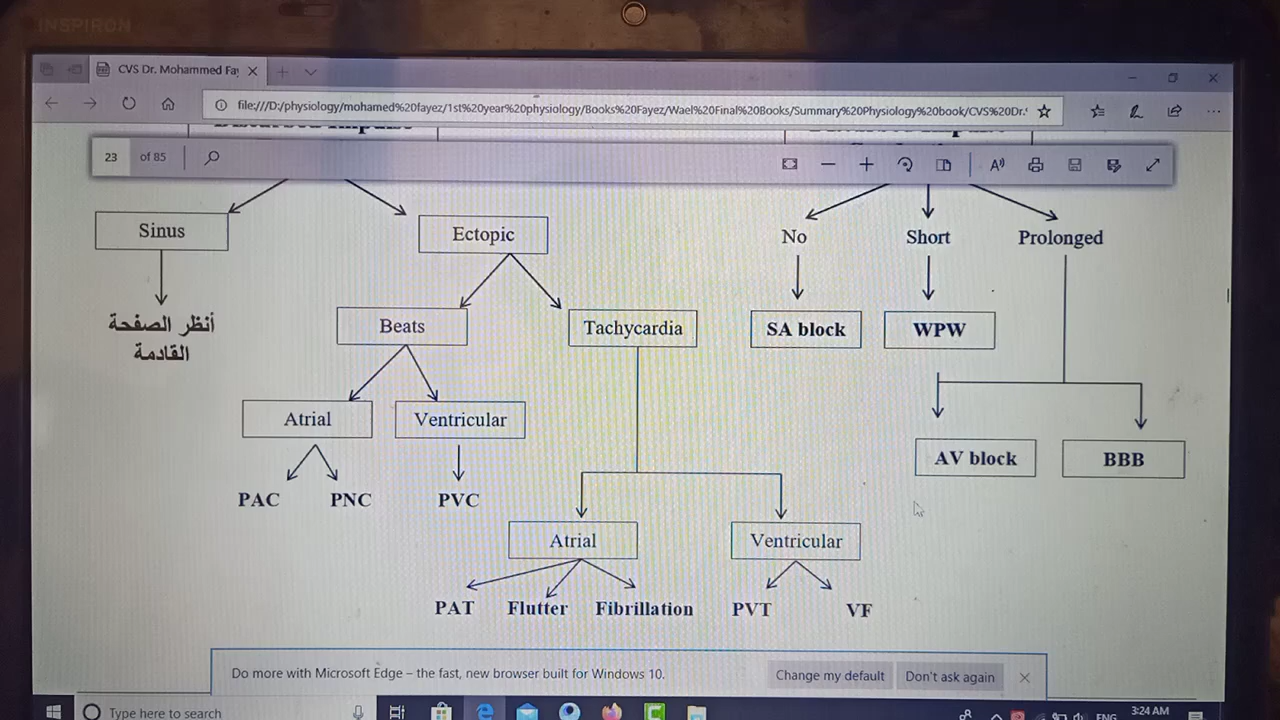 INSPIRON
CVS Dr. Mohammed Fay
file:///D:/physiology/mohamed%20fayez/1st%20year%20physiology/Books%20Fayez/Wael%20Final%20Books/Summary%20Physiology%20book/CVS%20Dr.
23 of 85
Sinus
Ectopic
No
Short
Prolonged
أنظر الصفحة
القادمة
Beats
Tachycardia
SA block
WPW
Atrial
Ventricular
AV block
BBB
PAC
PNC
PVC
Atrial
Ventricular
PAT
Flutter
Fibrillation
PVT
VF
Do more with Microsoft Edge – the fast, new browser built for Windows 10.
Change my default
Don't ask again
Type here to search
ENG
3:24 AM